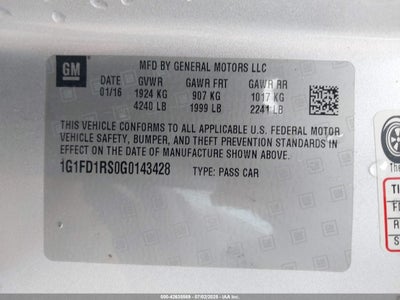 GM
MFD BY GENERAL MOTORS LLC
DATE GVWR GAWR FRT GAWR RR
01/16 1924 KG 907 KG 1017 KG
4240 LB 1999 LB 2241 LB
THIS VEHICLE CONFORMS TO ALL APPLICABLE U.S. FEDERAL MOTOR
VEHICLE SAFETY, BUMPER, AND THEFT PREVENTION STANDARDS IN
EFFECT ON THE DATE OF MANUFACTURE SHOWN ABOVE.
1G1FD1RS0G0143428 TYPE: PASS CAR